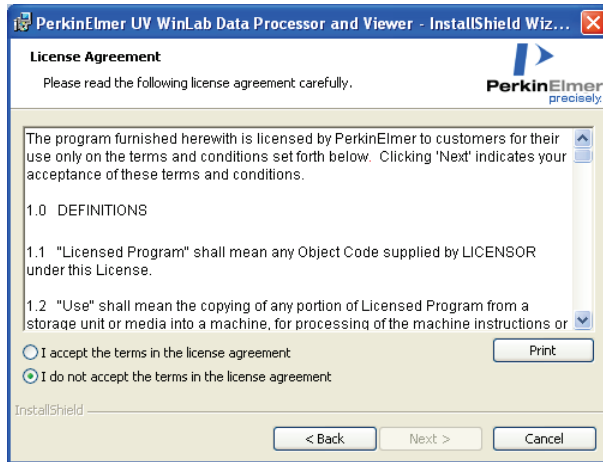 PerkinElmer UV WinLab Data Processor and Viewer - InstallShield Wiz...
License Agreement
Please read the following license agreement carefully.
PerkinElmer
precisely.
The program furnished herewith is licensed by PerkinElmer to customers for their
use only on the terms and conditions set forth below.  Clicking 'Next' indicates your
acceptance of these terms and conditions.
1.0  DEFINITIONS
1.1  "Licensed Program" shall mean any Object Code supplied by LICENSOR
under this License.
1.2  "Use" shall mean the copying of any portion of Licensed Program from a
storage unit or media into a machine, for processing of the machine instructions or
I accept the terms in the license agreement
Print
I do not accept the terms in the license agreement
InstallShield
< Back
Next >
Cancel